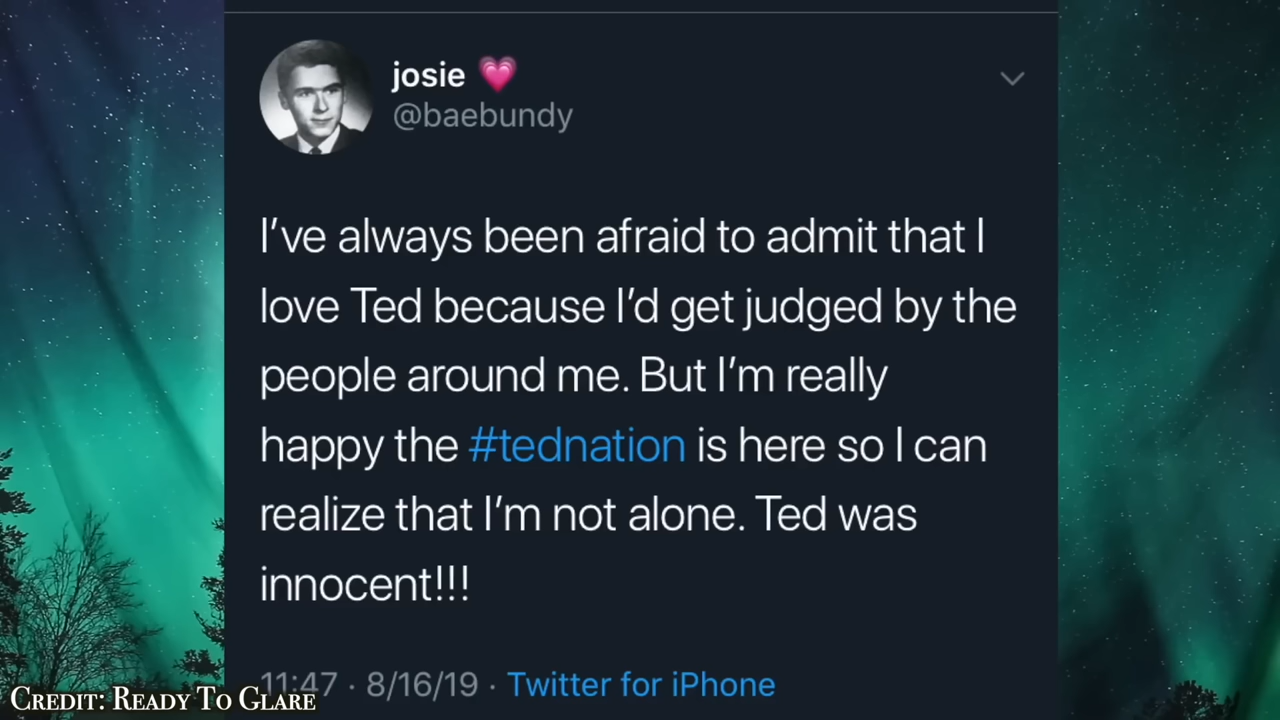 josie 💗
@baebundy
I've always been afraid to admit that I
love Ted because I'd get judged by the
people around me. But I'm really
happy the #tednation is here so I can
realize that I'm not alone. Ted was
innocent!!!
11:47 · 8/16/19 · Twitter for iPhone
Credit: Ready To Glare